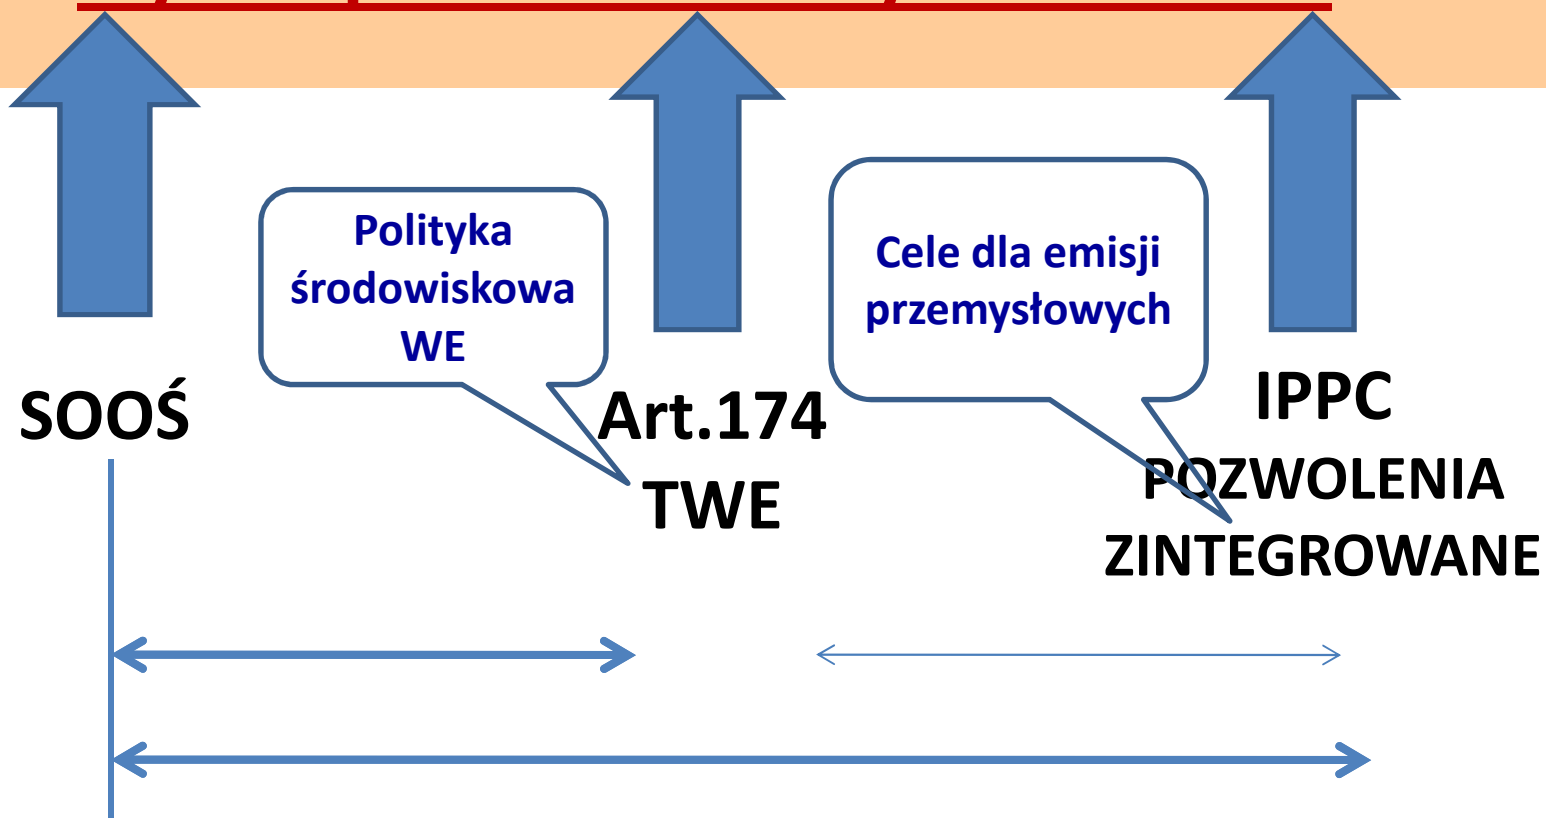 Polityka
środowiskowa
WE
Cele dla emisji
przemysłowych
SOOŚ
Art.174
TWE
IPPC
POZWOLENIA
ZINTEGROWANE